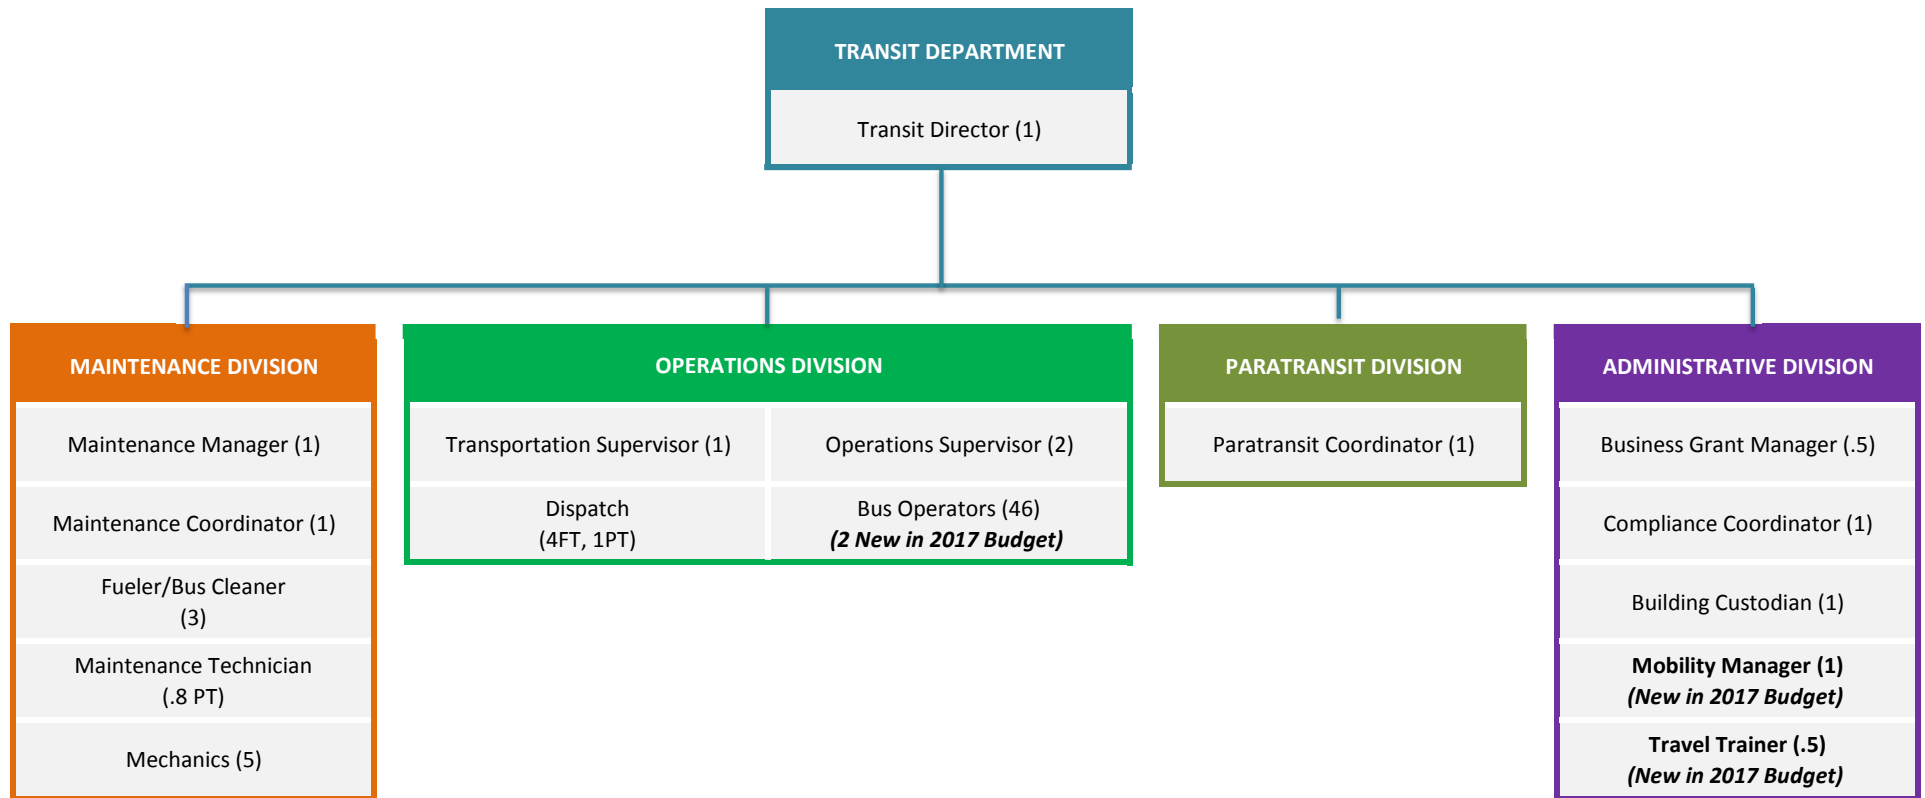 TRANSIT DEPARTMENT
Transit Director (1)
MAINTENANCE DIVISION
Maintenance Manager (1)
Maintenance Coordinator (1)
Fueler/Bus Cleaner
(3)
Maintenance Technician
(.8 PT)
Mechanics (5)
OPERATIONS DIVISION
Transportation Supervisor (1)
Operations Supervisor (2)
Dispatch
(4FT, 1PT)
Bus Operators (46)
(2 New in 2017 Budget)
PARATRANSIT DIVISION
Paratransit Coordinator (1)
ADMINISTRATIVE DIVISION
Business Grant Manager (.5)
Compliance Coordinator (1)
Building Custodian (1)
Mobility Manager (1)
(New in 2017 Budget)
Travel Trainer (.5)
(New in 2017 Budget)